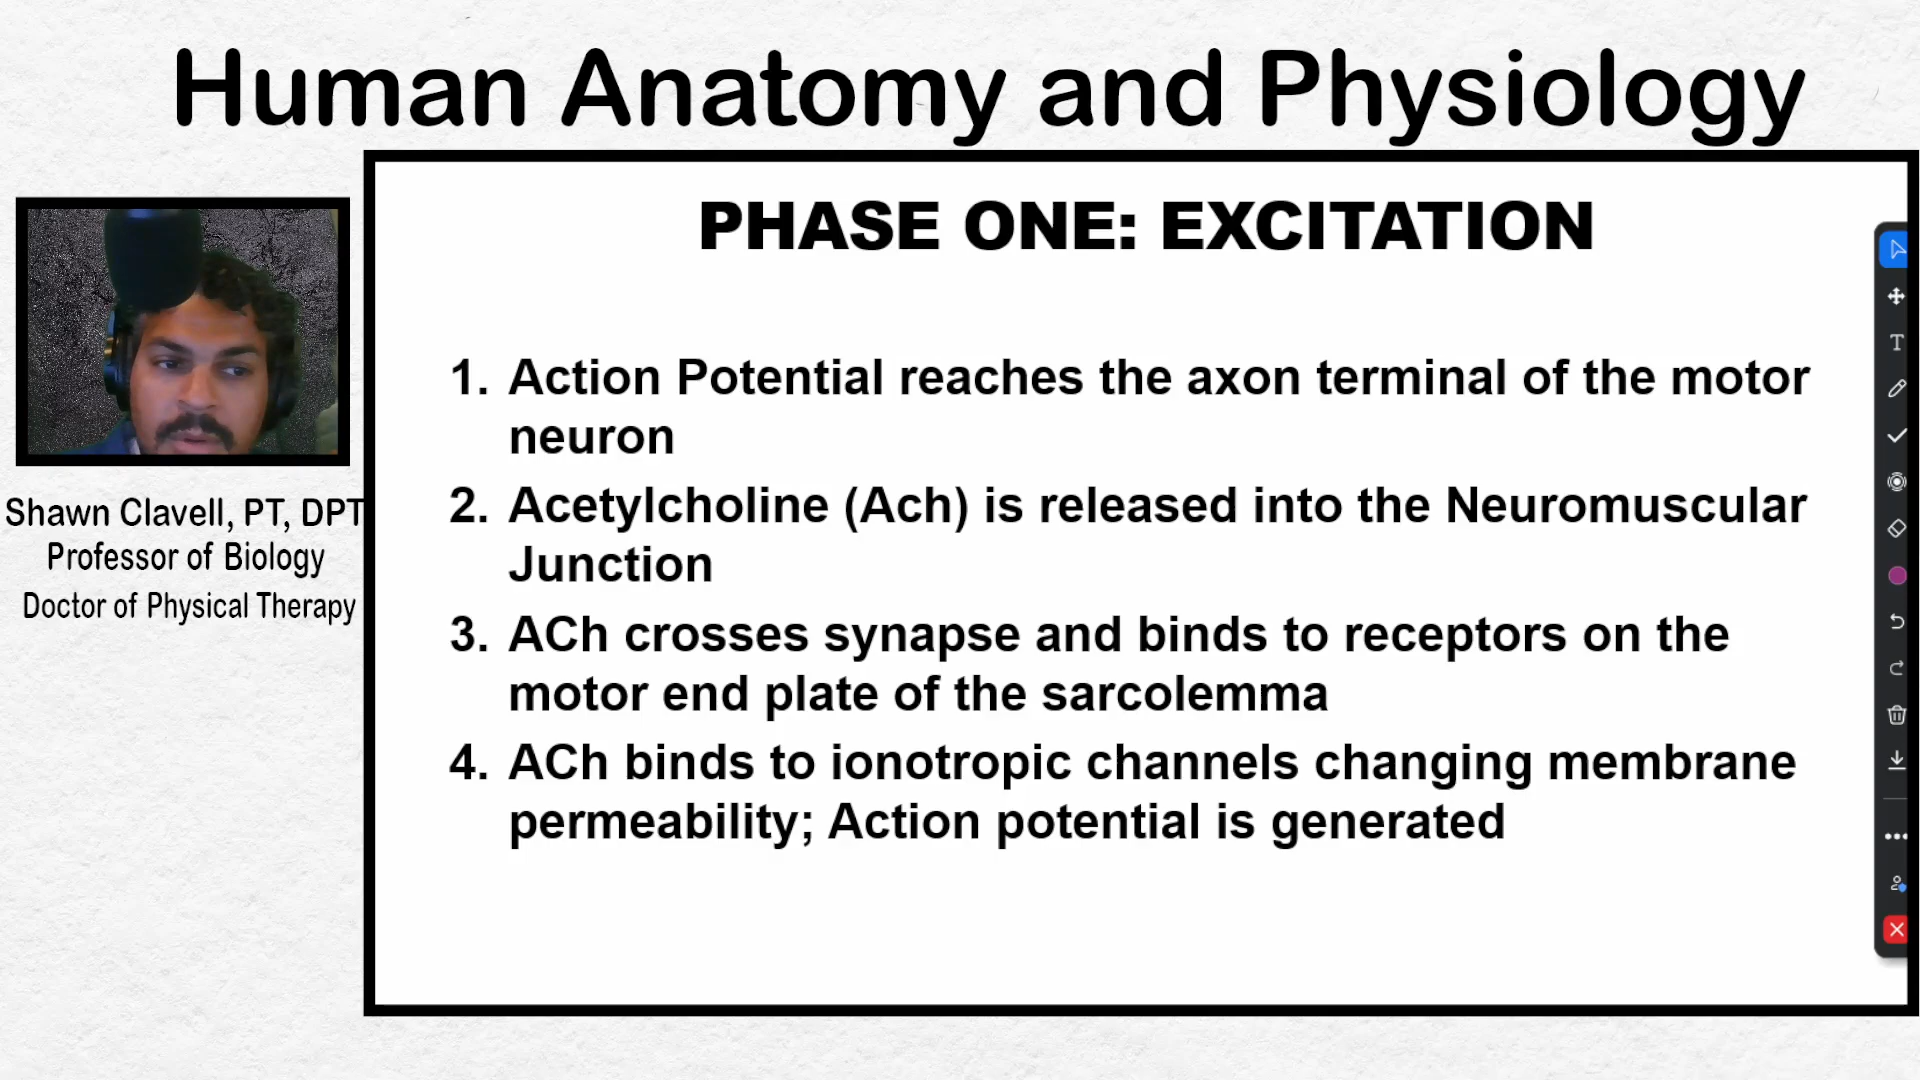 Human Anatomy and Physiology
PHASE ONE: EXCITATION
1. Action Potential reaches the axon terminal of the motor
neuron
2. Acetylcholine (Ach) is released into the Neuromuscular
Junction
3. ACh crosses synapse and binds to receptors on the
motor end plate of the sarcolemma
4. ACh binds to ionotropic channels changing membrane
permeability; Action potential is generated
Shawn Clavell, PT, DPT
Professor of Biology
Doctor of Physical Therapy